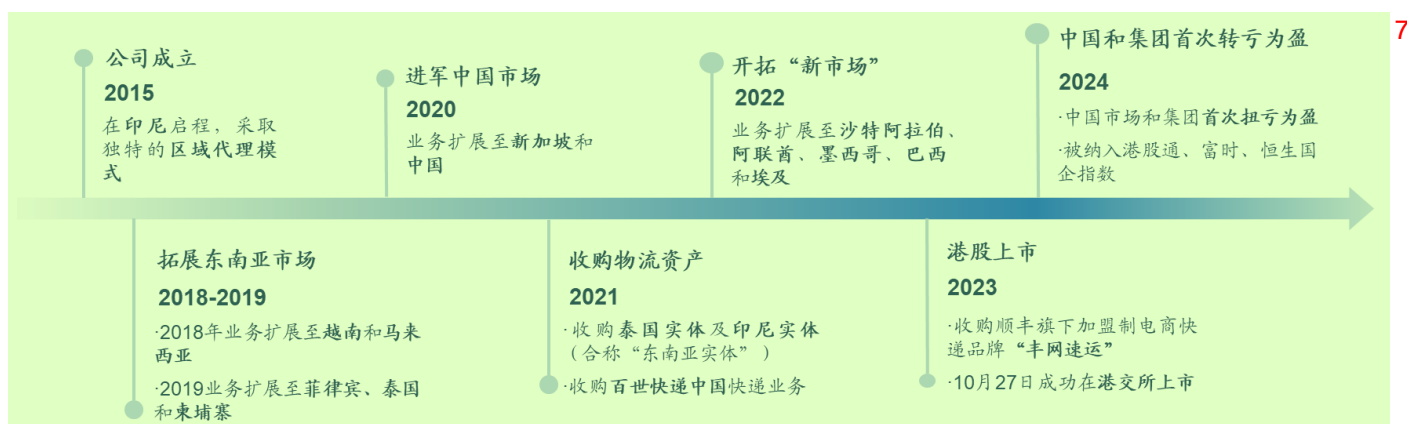 公司成立
2015
在印尼启程，采取
独特的区域代理模
式
进军中国市场
2020
业务扩展至新加坡和
中国
开拓“新市场”
2022
业务扩展至沙特阿拉伯、
阿联酋、墨西哥、巴西
和埃及
中国和集团首次转亏为盈
2024
·中国市场和集团首次扭亏为盈
·被纳入港股通、富时、恒生国
企指数
7
拓展东南亚市场
2018-2019
·2018年业务扩展至越南和马来
西亚
·2019业务扩展至菲律宾、泰国
和柬埔寨
收购物流资产
2021
·收购泰国实体及印尼实体
（合称“东南亚实体”）
·收购百世快递中国快递业务
港股上市
2023
·收购顺丰旗下加盟制电商快
递品牌“丰网速运”
·10月27日成功在港交所上市